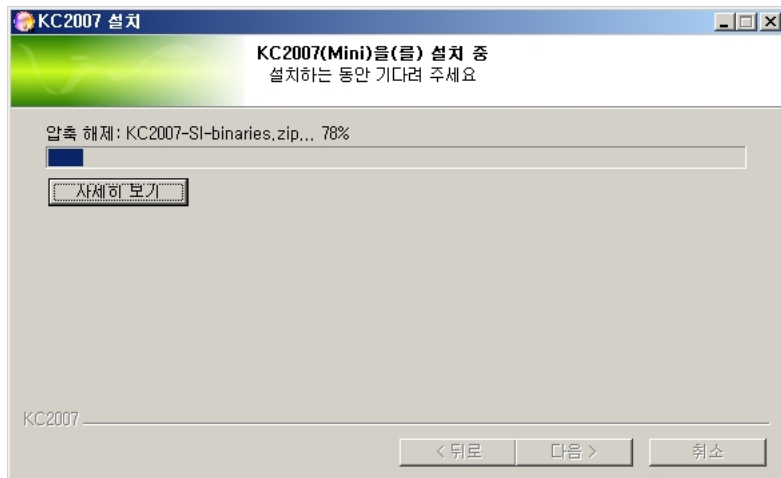 KC2007 설치
KC2007(Mini)을(를) 설치 중
설치하는 동안 기다려 주세요
압축 해제: KC2007-SI-binaries.zip... 78%
자세히 보기
KC2007
< 뒤로
다음 >
취소